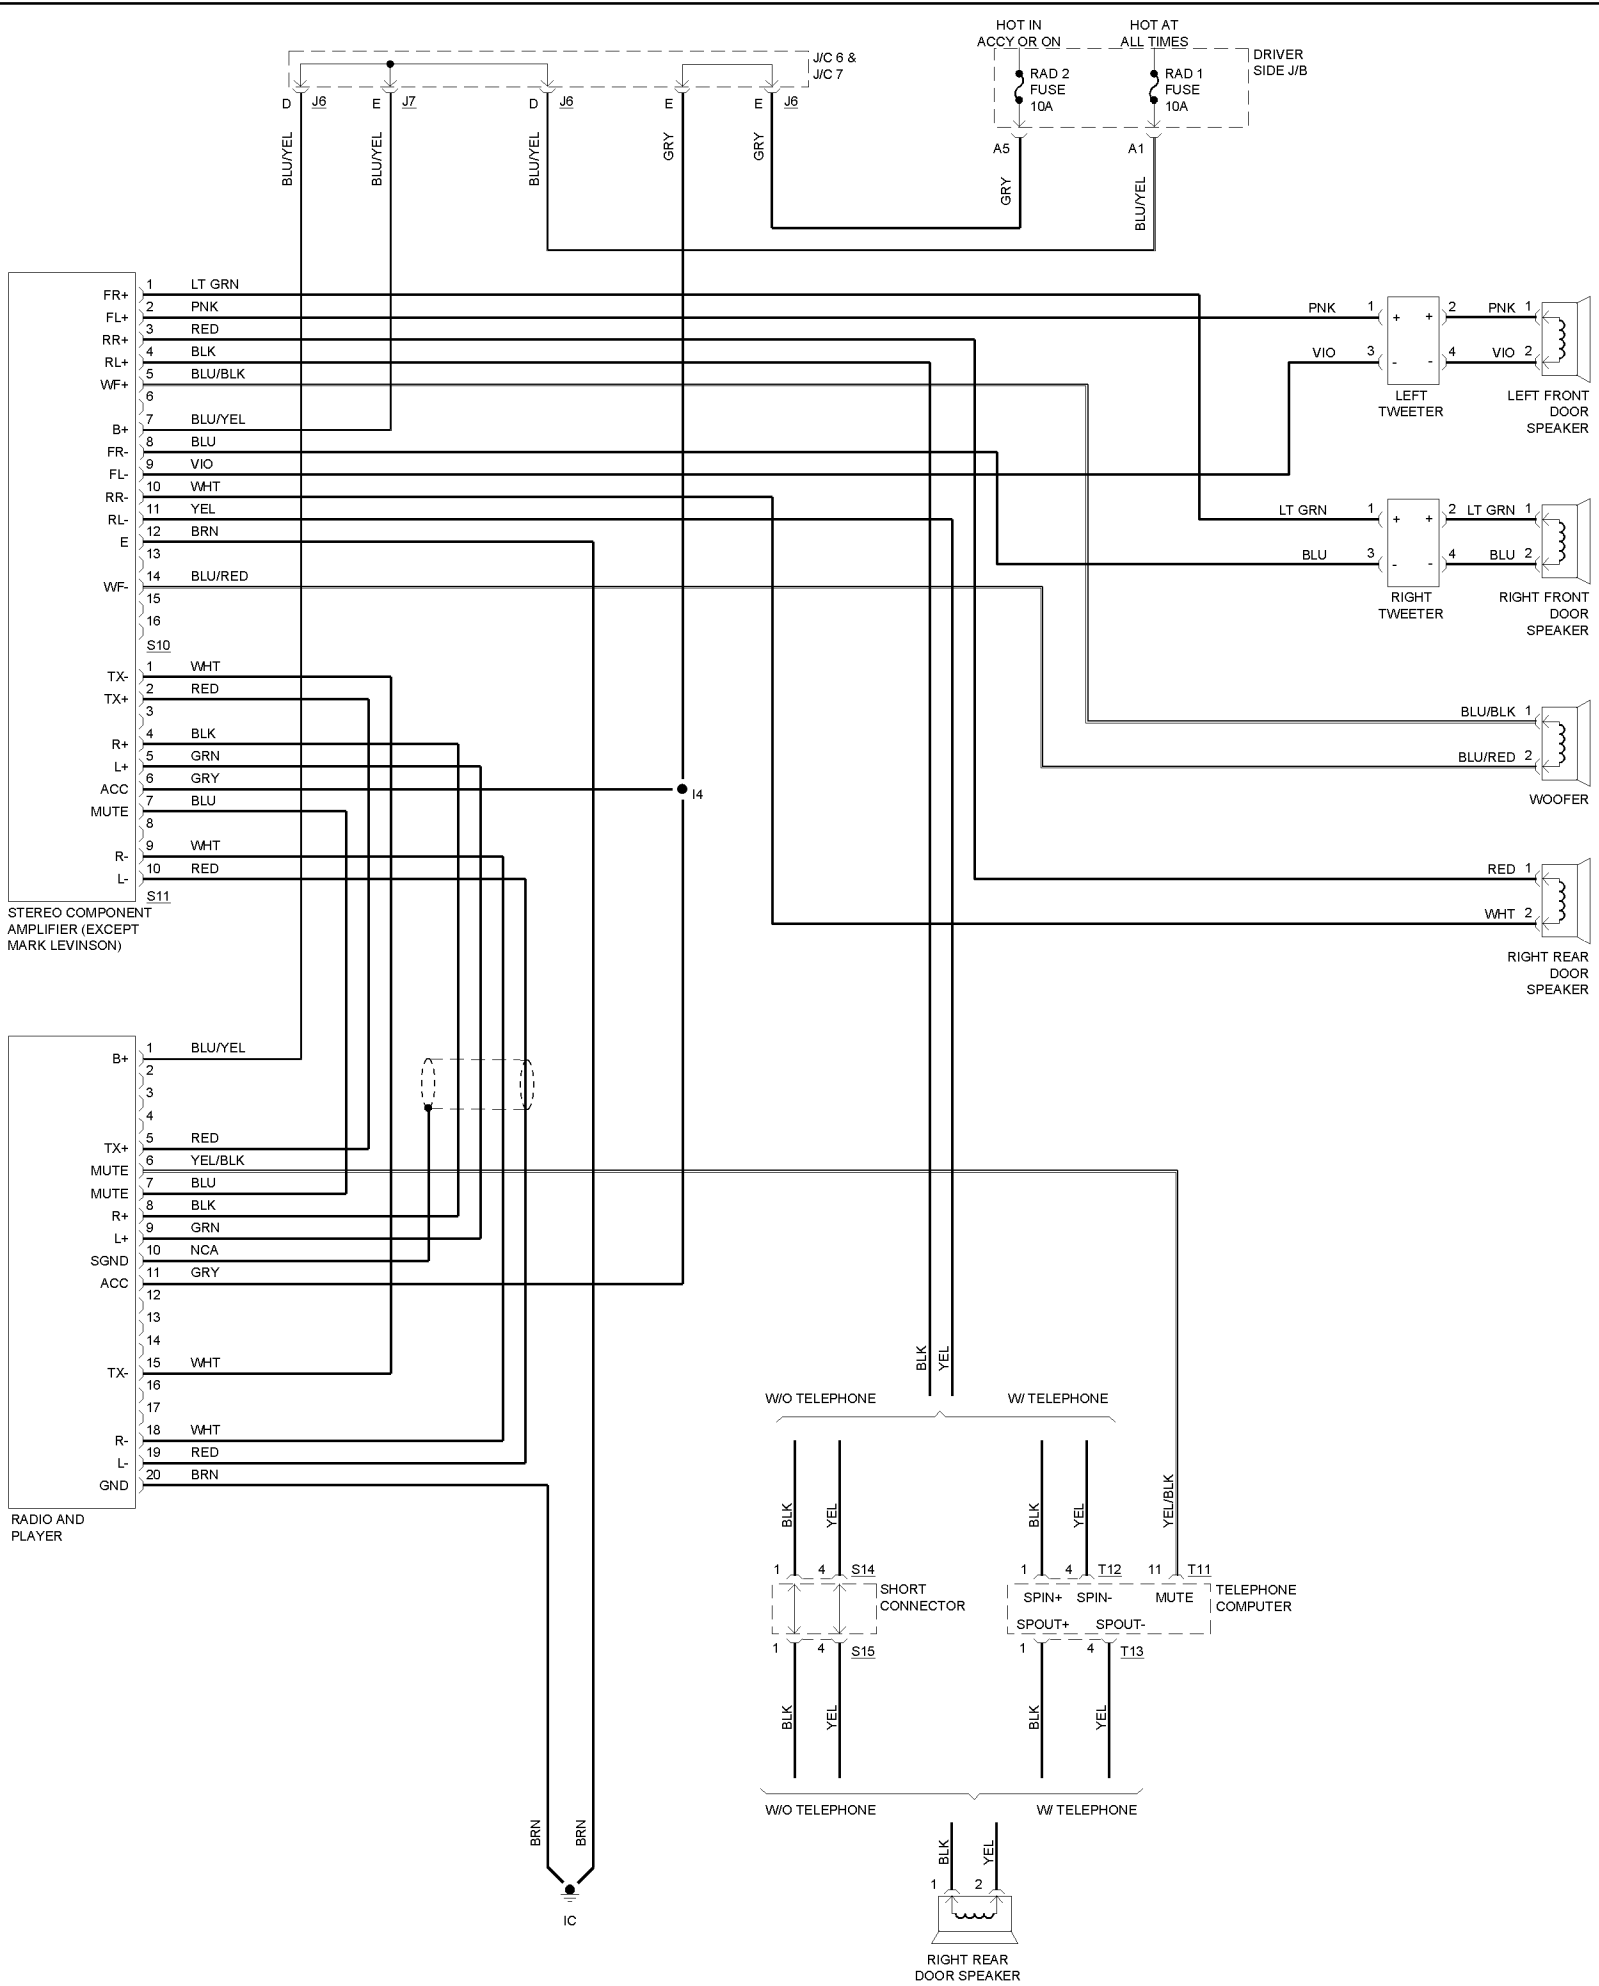 HOT IN
ACCY OR ON
HOT AT
ALL TIMES
J/C 6 &
J/C 7
DRIVER
SIDE J/B
RAD 2
FUSE
10A
RAD 1
FUSE
10A
D J6 E J7 D J6 E E J6
A5 A1
BLU/YEL
BLU/YEL
BLU/YEL
GRY
GRY
GRY
BLU/YEL
FR+ 1 LT GRN
FL+ 2 PNK
RR+ 3 RED
RL+ 4 BLK
WF+ 5 BLU/BLK
6
B+ 7 BLU/YEL
FR- 8 BLU
FL- 9 VIO
RR- 10 WHT
RL- 11 YEL
E 12 BRN
13
WF- 14 BLU/RED
15
16
S10
TX- 1 WHT
TX+ 2 RED
3
R+ 4 BLK
L+ 5 GRN
ACC 6 GRY
MUTE 7 BLU
8
R- 9 WHT
L- 10 RED
S11
STEREO COMPONENT
AMPLIFIER (EXCEPT
MARK LEVINSON)
I4
PNK 1 + + 2 PNK 1
VIO 3 - - 4 VIO 2
LEFT
TWEETER
LEFT FRONT
DOOR
SPEAKER
LT GRN 1 + + 2 LT GRN 1
BLU 3 - - 4 BLU 2
RIGHT
TWEETER
RIGHT FRONT
DOOR
SPEAKER
BLU/BLK 1
BLU/RED 2
WOOFER
RED 1
WHT 2
RIGHT REAR
DOOR
SPEAKER
B+ 1 BLU/YEL
2
3
4
TX+ 5 RED
MUTE 6 YEL/BLK
MUTE 7 BLU
R+ 8 BLK
L+ 9 GRN
SGND 10 NCA
ACC 11 GRY
12
13
14
TX- 15 WHT
16
17
R- 18 WHT
L- 19 RED
GND 20 BRN
RADIO AND
PLAYER
BLK
YEL
W/O TELEPHONE
W/ TELEPHONE
BLK
YEL
BLK
YEL
YEL/BLK
1 4 S14
1 4 T12 11 T11
SHORT
CONNECTOR
SPIN+ SPIN- MUTE
SPOUT+ SPOUT-
TELEPHONE
COMPUTER
1 4 S15
1 4 T13
BLK
YEL
BLK
YEL
W/O TELEPHONE
W/ TELEPHONE
BRN
BRN
IC
BLK
YEL
1 2
RIGHT REAR
DOOR SPEAKER